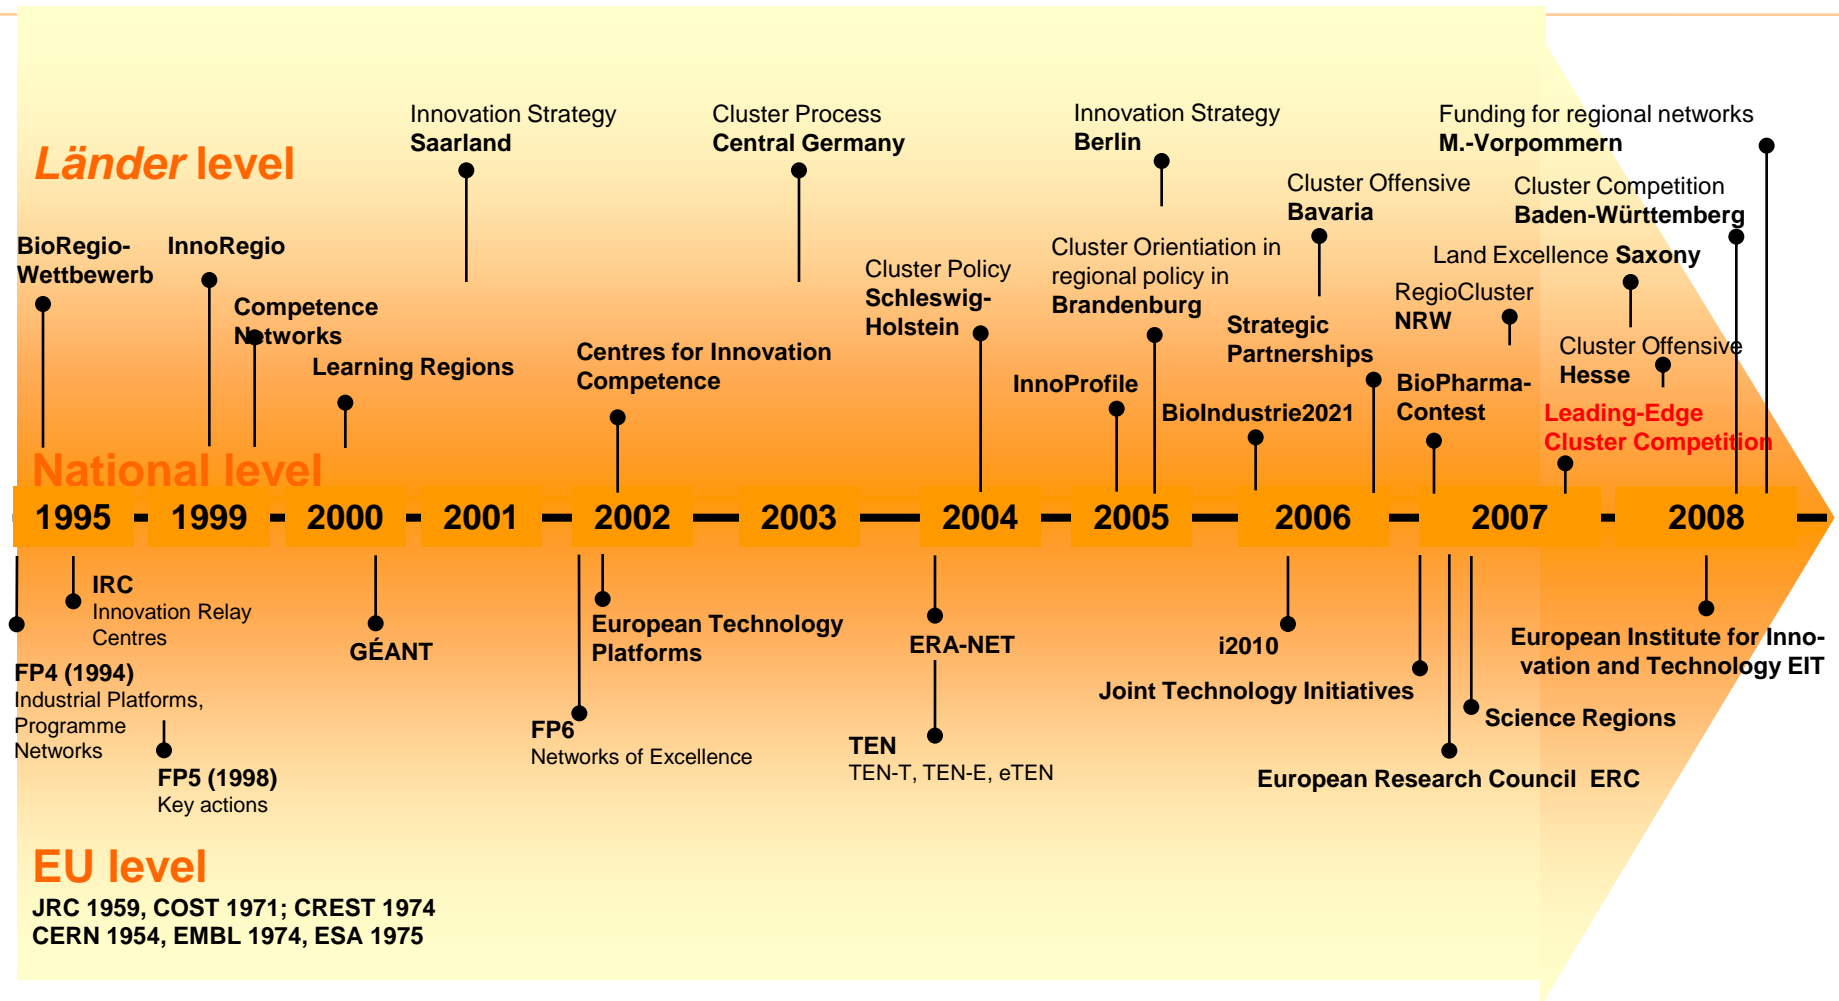 Innovation Strategy
Saarland
Cluster Process
Central Germany
Innovation Strategy
Berlin
Funding for regional networks
M.-Vorpommern
Länder level
Cluster Offensive
Bavaria
Cluster Competition
Baden-Württemberg
BioRegio-
Wettbewerb
InnoRegio
Cluster Policy
Schleswig-
Holstein
Cluster Orientiation in
regional policy in
Brandenburg
Land Excellence Saxony
RegioCluster
NRW
Competence
Networks
Learning Regions
Centres for Innovation
Competence
InnoProfile
Strategic
Partnerships
BioIndustrie2021
BioPharma-
Contest
Cluster Offensive
Hesse
Leading-Edge
Cluster Competition
National level
1995 1999 2000 2001 2002 2003 2004 2005 2006 2007 2008
IRC
Innovation Relay
Centres
FP4 (1994)
Industrial Platforms,
Programme
Networks
FP5 (1998)
Key actions
GÉANT
European Technology
Platforms
FP6
Networks of Excellence
ERA-NET
TEN
TEN-T, TEN-E, eTEN
i2010
Joint Technology Initiatives
European Institute for Inno-
vation and Technology EIT
Science Regions
European Research Council ERC
EU level
JRC 1959, COST 1971; CREST 1974
CERN 1954, EMBL 1974, ESA 1975